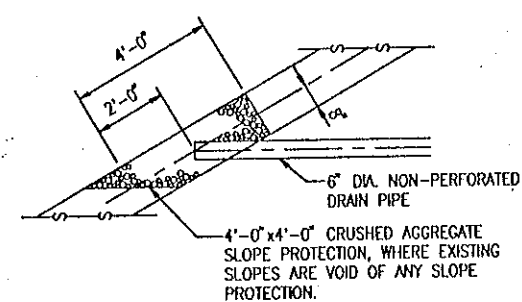 4'-0"
2'-0"
8"
6" DIA. NON-PERFORATED
DRAIN PIPE
4'-0"x4'-0" CRUSHED AGGREGATE
SLOPE PROTECTION, WHERE EXISTING
SLOPES ARE VOID OF ANY SLOPE
PROTECTION.